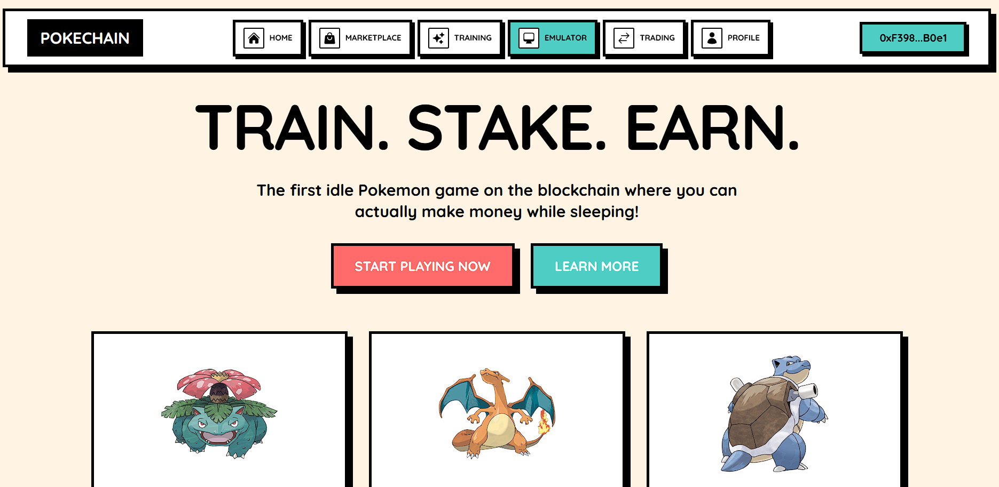 POKECHAIN
HOME
MARKETPLACE
TRAINING
EMULATOR
TRADING
PROFILE
0xF398...B0e1
TRAIN. STAKE. EARN.
The first idle Pokemon game on the blockchain where you can
actually make money while sleeping!
START PLAYING NOW
LEARN MORE